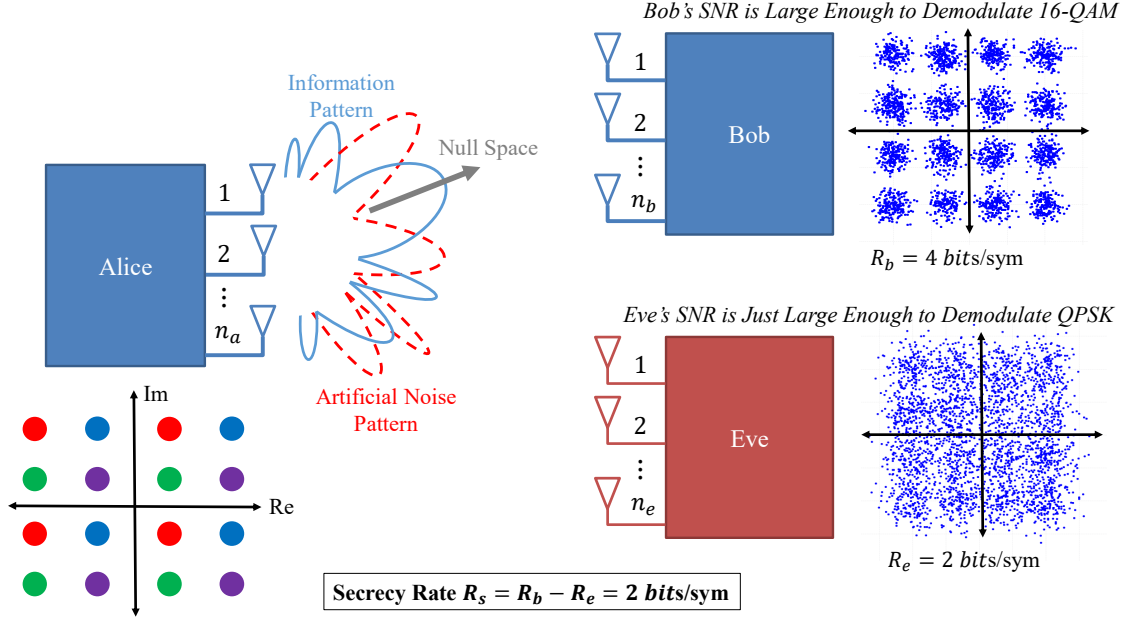 Bob's SNR is Large Enough to Demodulate 16-QAM
Information
Pattern
Null Space
Alice
1
2
⋮
n_a
Artificial Noise
Pattern
1
2
⋮
n_b
Bob
R_b = 4 bits/sym
Eve's SNR is Just Large Enough to Demodulate QPSK
1
2
⋮
n_e
Eve
R_e = 2 bits/sym
Im
Re
Secrecy Rate R_s = R_b − R_e = 2 bits/sym